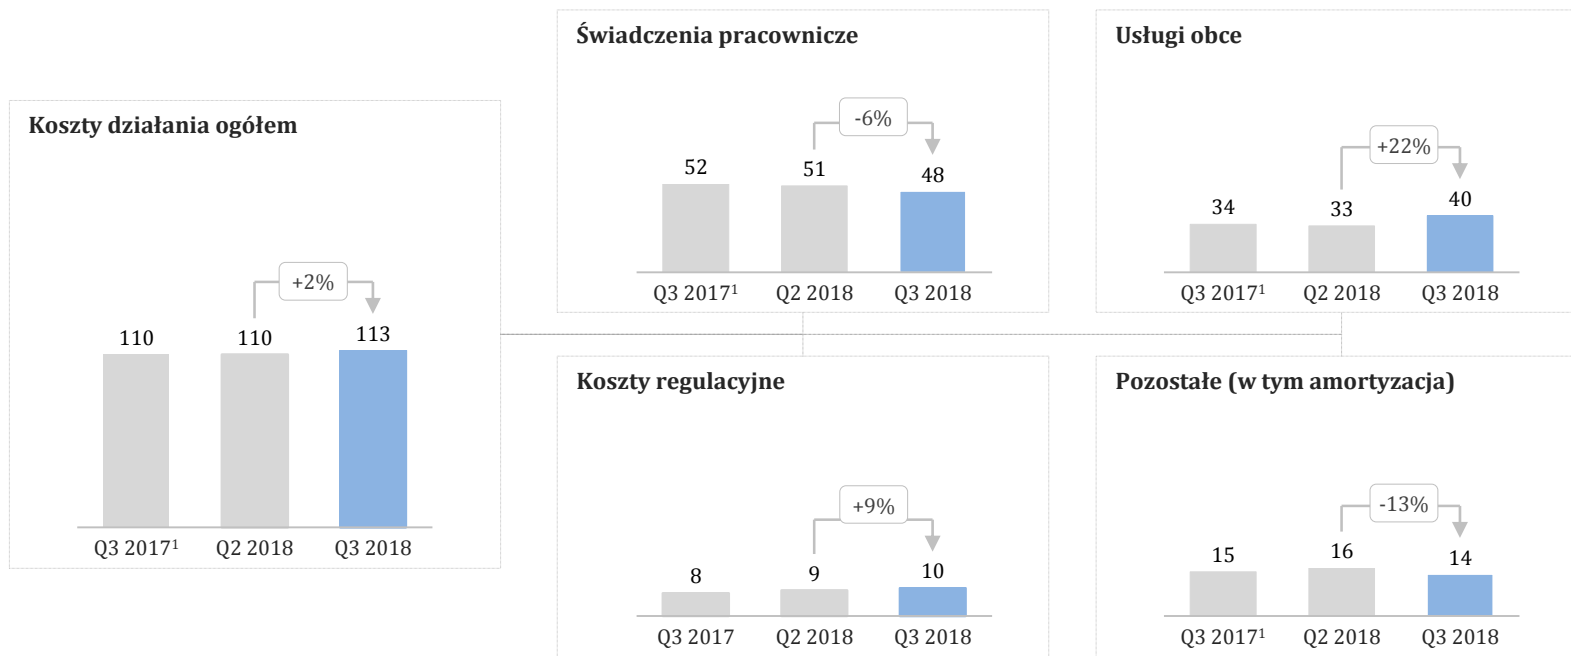 Koszty działania ogółem
+2%
110 110 113
Q3 2017¹ Q2 2018 Q3 2018
Świadczenia pracownicze
-6%
52 51 48
Q3 2017¹ Q2 2018 Q3 2018
Usługi obce
+22%
34 33 40
Q3 2017¹ Q2 2018 Q3 2018
Koszty regulacyjne
+9%
8 9 10
Q3 2017 Q2 2018 Q3 2018
Pozostałe (w tym amortyzacja)
-13%
15 16 14
Q3 2017¹ Q2 2018 Q3 2018